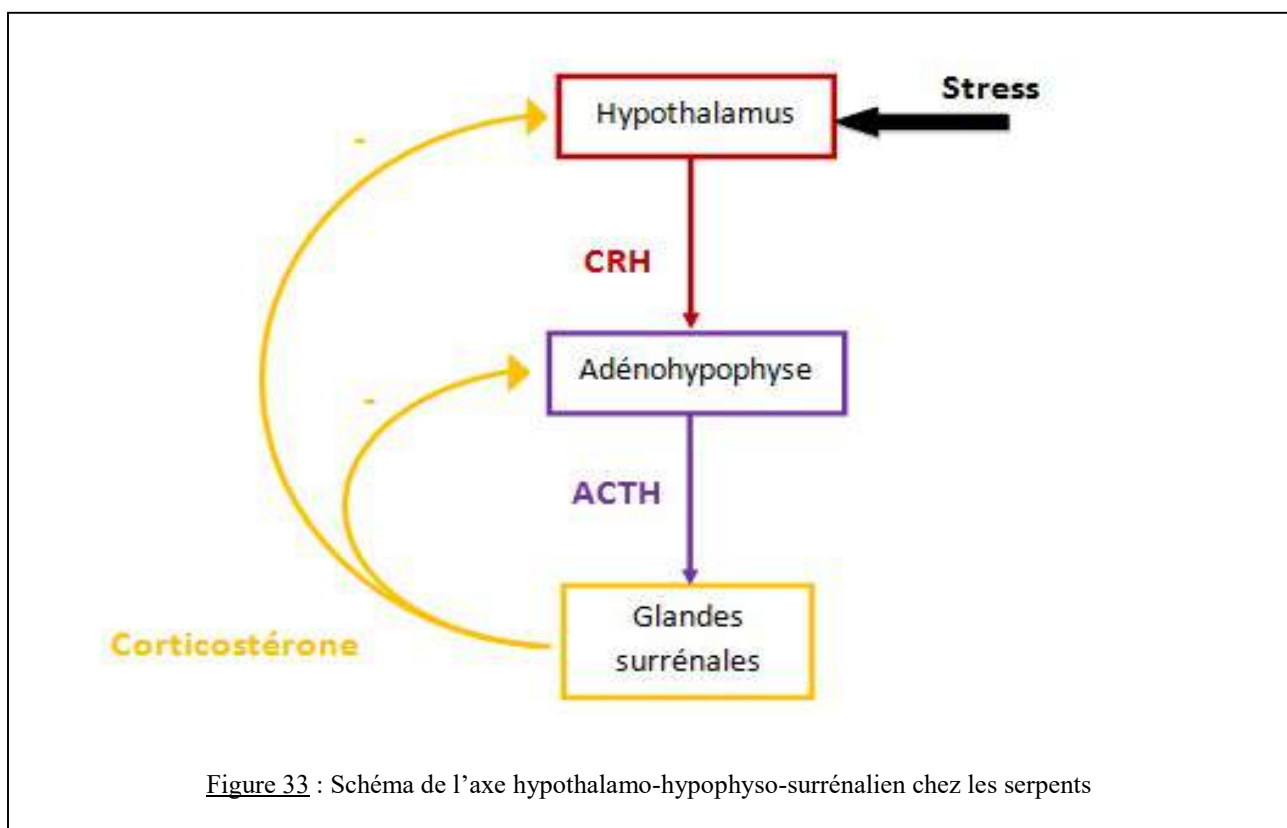 Stress
Hypothalamus
-
CRH
Adénohypophyse
-
ACTH
Glandes
surrénales
Corticostérone
Figure 33 : Schéma de l’axe hypothalamo-hypophyso-surrénalien chez les serpents